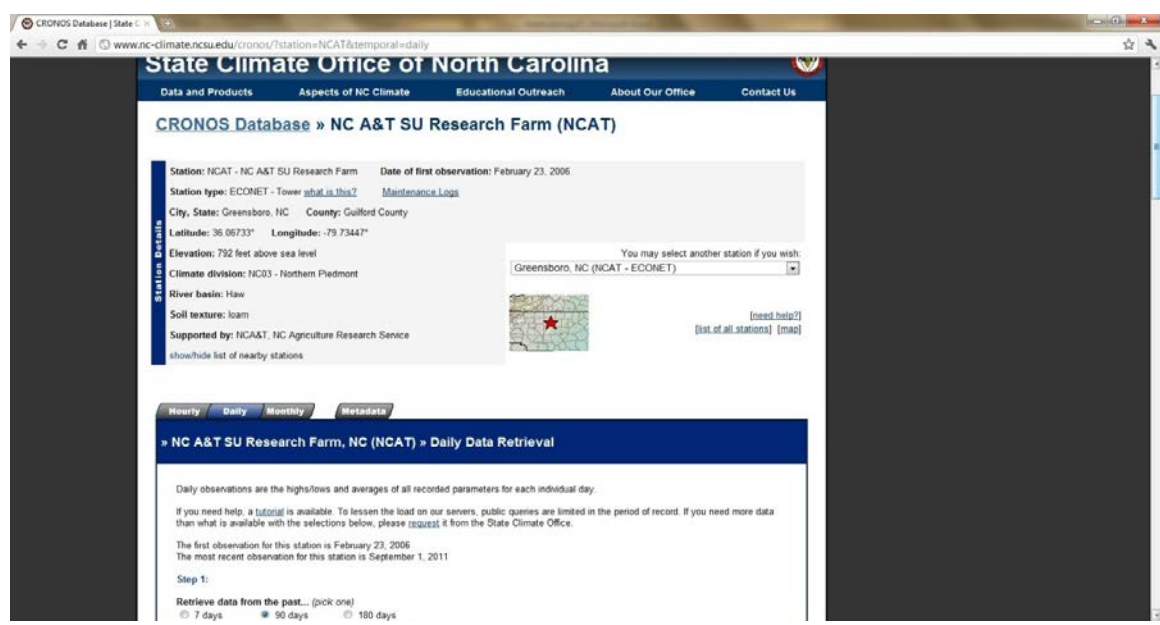 CRONOS Database | State C
www.nc-climate.ncsu.edu/cronos/?station=NCAT&temporal=daily
State Climate Office of North Carolina
Data and Products Aspects of NC Climate Educational Outreach About Our Office Contact Us
CRONOS Database » NC A&T SU Research Farm (NCAT)
Station Details
Station: NCAT - NC A&T SU Research Farm Date of first observation: February 23, 2006
Station type: ECONET - Tower what is this? Maintenance Logs
City, State: Greensboro, NC County: Guilford County
Latitude: 36.06733° Longitude: -79.73447°
Elevation: 792 feet above sea level
Climate division: NC03 - Northern Piedmont
River basin: Haw
Soil texture: loam
Supported by: NCA&T, NC Agriculture Research Service
show/hide list of nearby stations
You may select another station if you wish:
Greensboro, NC (NCAT - ECONET)
[need help?]
[list of all stations] [map]
Hourly Daily Monthly Metadata
» NC A&T SU Research Farm, NC (NCAT) » Daily Data Retrieval
Daily observations are the highs/lows and averages of all recorded parameters for each individual day.
If you need help, a tutorial is available. To lessen the load on our servers, public queries are limited in the period of record. If you need more data
than what is available with the selections below, please request it from the State Climate Office.
The first observation for this station is February 23, 2006
The most recent observation for this station is September 1, 2011
Step 1:
Retrieve data from the past... (pick one)
7 days 90 days 180 days